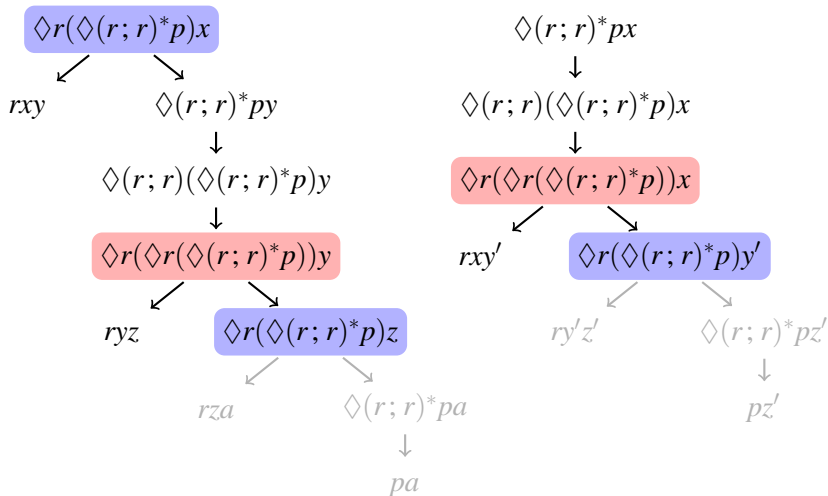 ◊r(◊(r; r)*p)x
◊(r; r)*px
rxy
◊(r; r)*py
◊(r; r)(◊(r; r)*p)x
◊(r; r)(◊(r; r)*p)y
◊r(◊r(◊(r; r)*p))x
◊r(◊r(◊(r; r)*p))y
rxy′
◊r(◊(r; r)*p)y′
ryz
◊r(◊(r; r)*p)z
ry′z′
◊(r; r)*pz′
rza
◊(r; r)*pa
pz′
pa